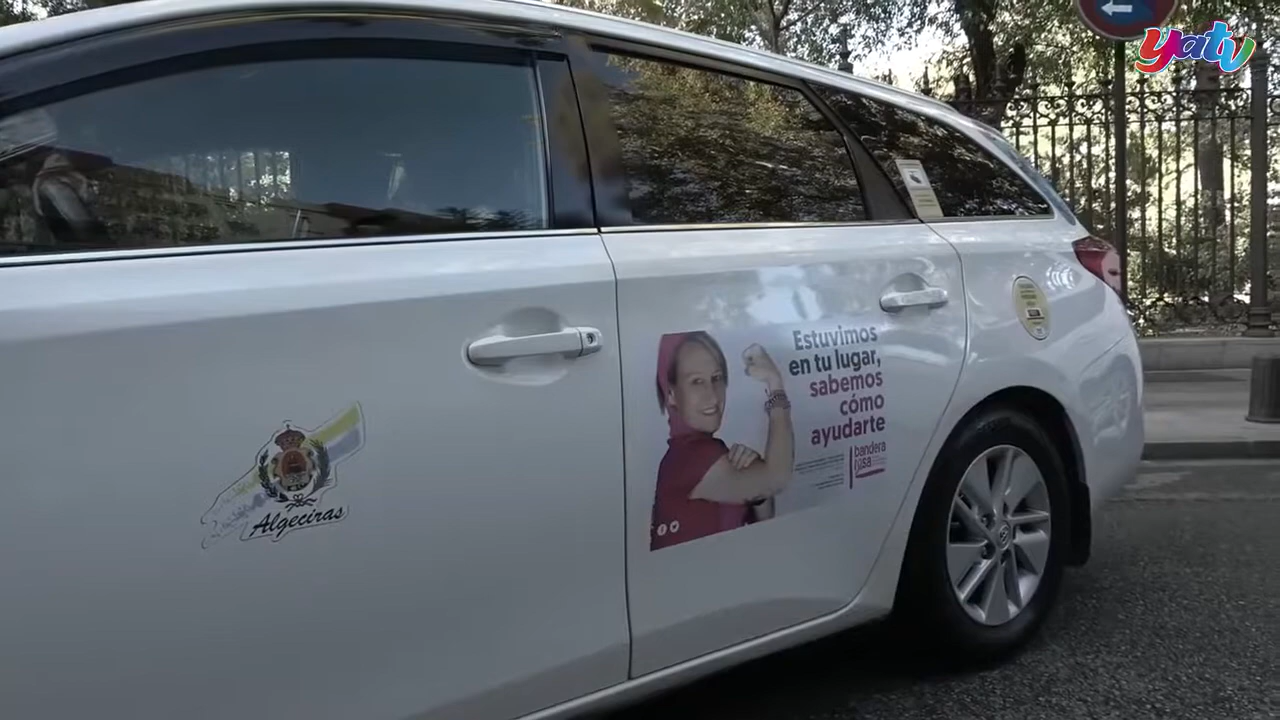 yatv
Estuvimos
en tu lugar,
sabemos
cómo
ayudarte
bandera
rosa
Algeciras